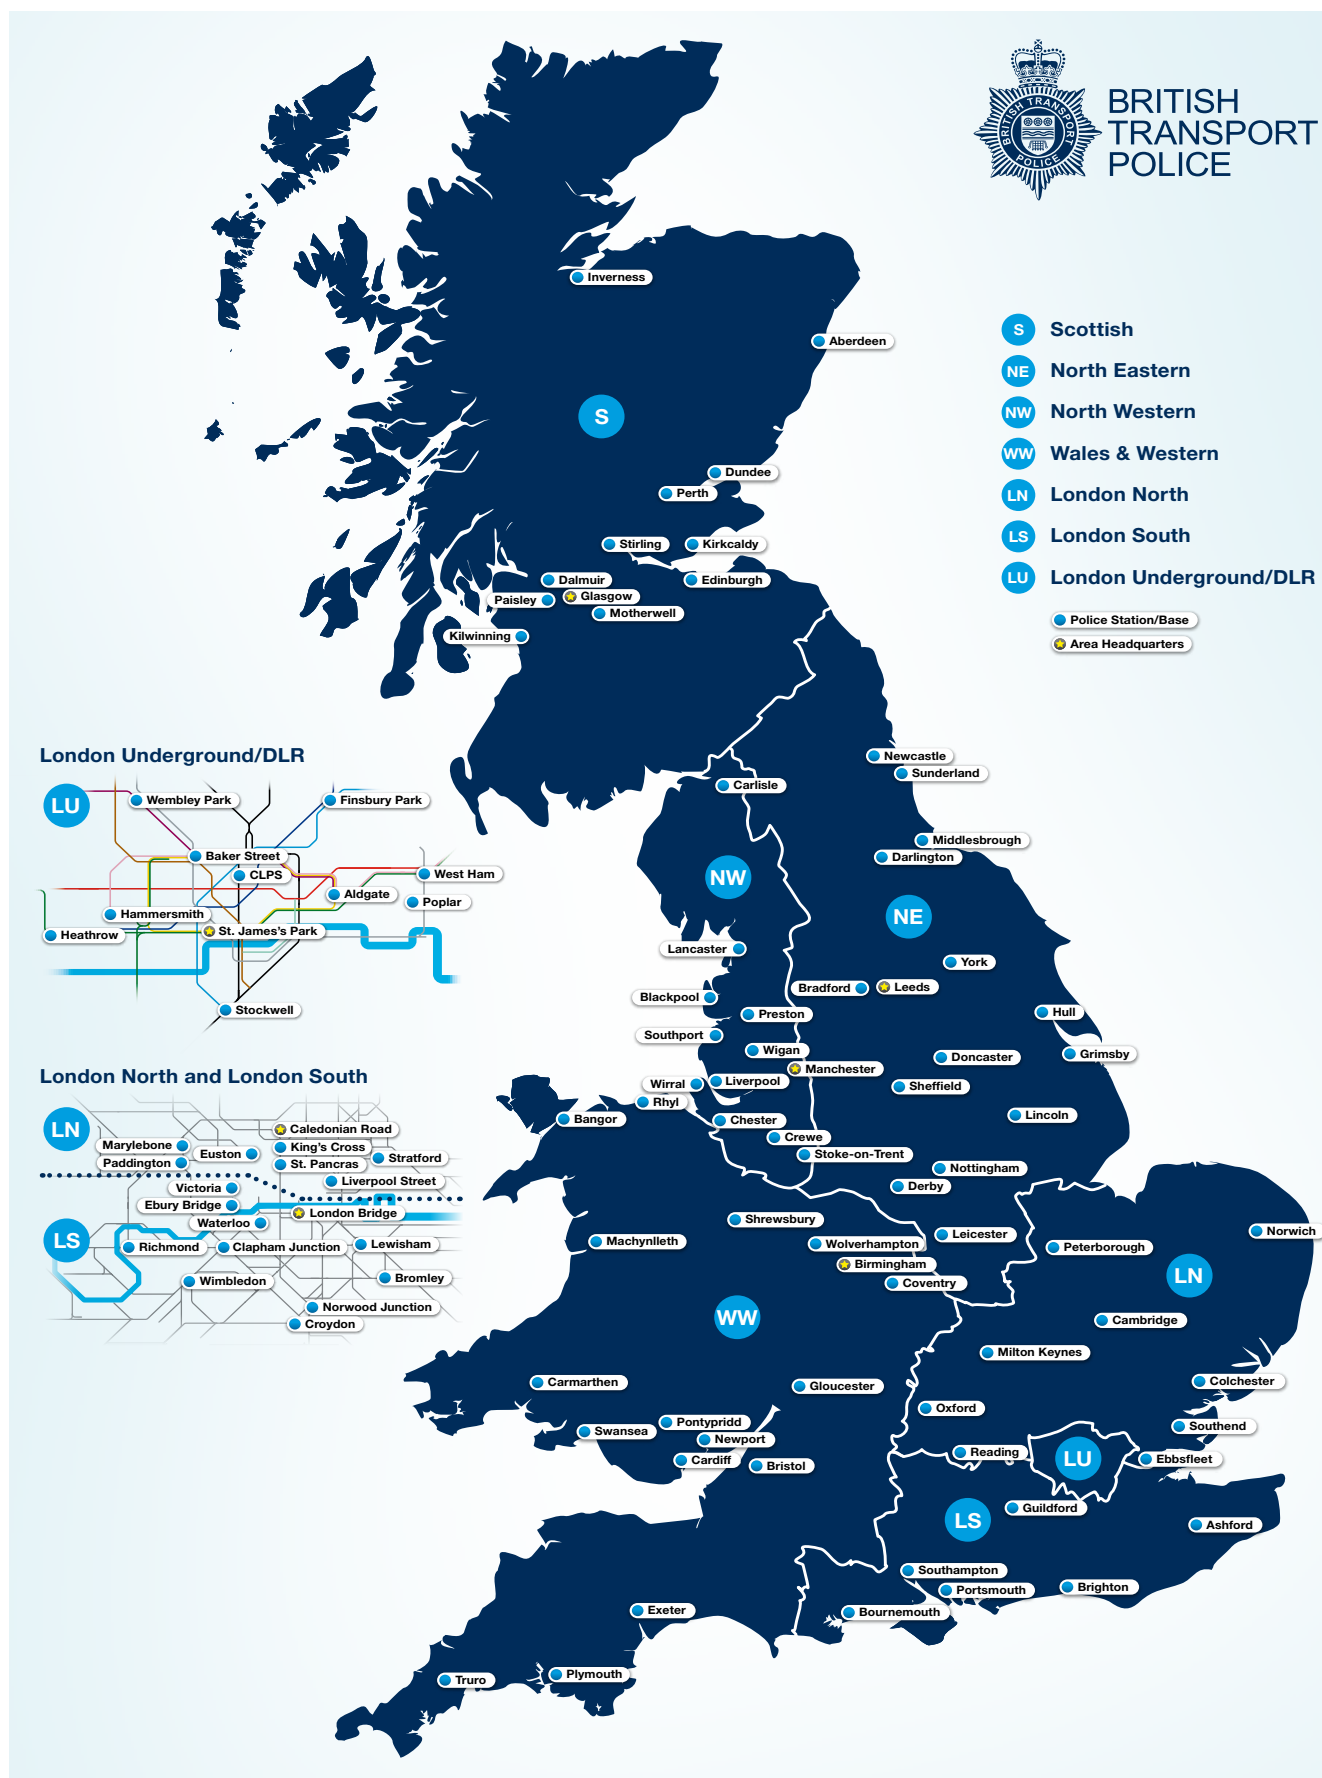 BRITISH
TRANSPORT
POLICE
BRITISH TRANSPORT
POLICE
S Scottish
NE North Eastern
NW North Western
WW Wales & Western
LN London North
LS London South
LU London Underground/DLR
Police Station/Base
Area Headquarters
Inverness
Aberdeen
S
Dundee
Perth
Stirling
Kirkcaldy
Dalmuir
Edinburgh
Paisley
Glasgow
Motherwell
Kilwinning
Newcastle
Sunderland
Carlisle
Middlesbrough
Darlington
NW
NE
Lancaster
York
Bradford
Leeds
Blackpool
Preston
Hull
Southport
Wigan
Doncaster
Grimsby
Manchester
Wirral
Liverpool
Sheffield
Rhyl
Bangor
Chester
Lincoln
Crewe
Stoke-on-Trent
Nottingham
Derby
Shrewsbury
Norwich
Machynlleth
Wolverhampton
Leicester
Peterborough
Birmingham
LN
Coventry
WW
Cambridge
Milton Keynes
Carmarthen
Gloucester
Colchester
Oxford
Pontypridd
Southend
Swansea
Newport
Reading
LU
Cardiff
Ebbsfleet
Bristol
Guildford
LS
Ashford
Southampton
Portsmouth
Brighton
Exeter
Bournemouth
Plymouth
Truro
London Underground/DLR
LU
Wembley Park
Finsbury Park
Baker Street
CLPS
West Ham
Aldgate
Poplar
Hammersmith
St. James's Park
Heathrow
Stockwell
London North and London South
LN
Caledonian Road
Marylebone
King's Cross
Euston
Stratford
Paddington
St. Pancras
Liverpool Street
Victoria
Ebury Bridge
London Bridge
Waterloo
LS
Richmond
Clapham Junction
Lewisham
Wimbledon
Bromley
Norwood Junction
Croydon